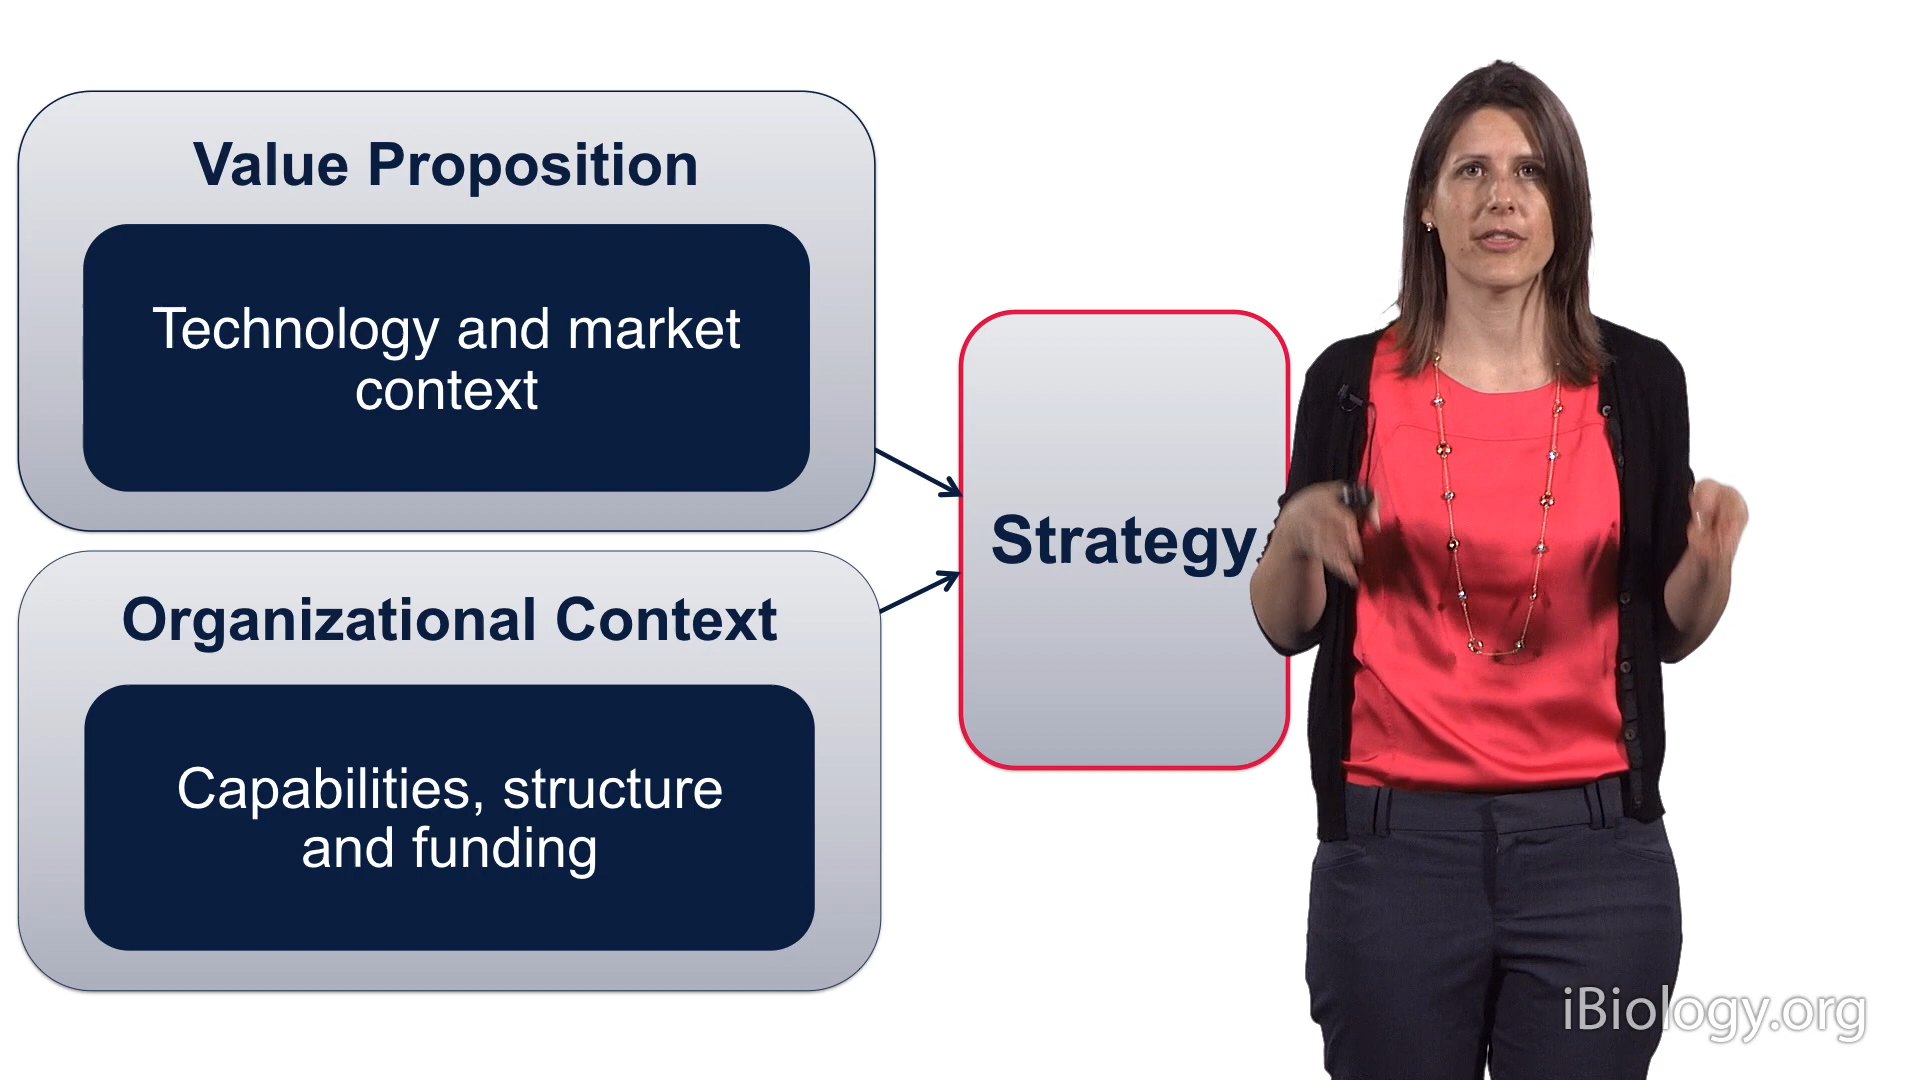 Value Proposition
Technology and market
context
Organizational Context
Capabilities, structure
and funding
Strategy
iBiology.org